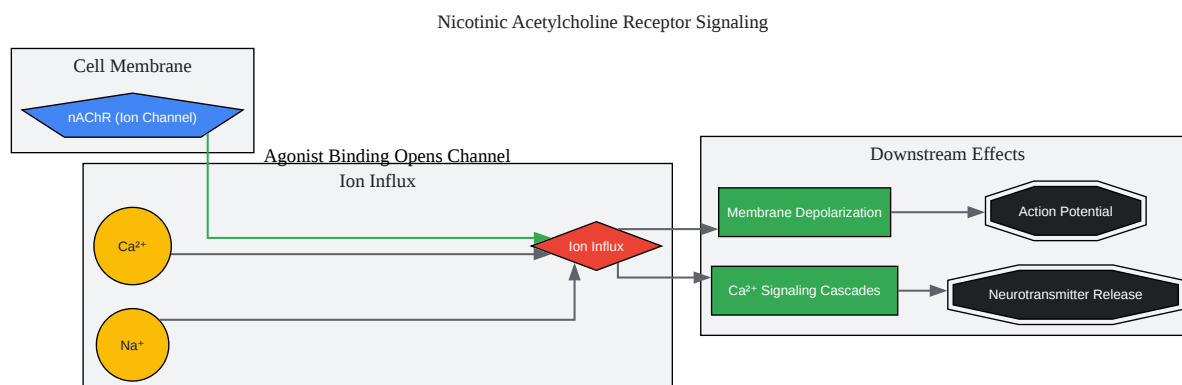 Nicotinic Acetylcholine Receptor Signaling
Cell Membrane
nAChR (Ion Channel)
Agonist Binding Opens Channel
Ion Influx
Ca²⁺
Na⁺
Ion Influx
Downstream Effects
Membrane Depolarization
Action Potential
Ca²⁺ Signaling Cascades
Neurotransmitter Release